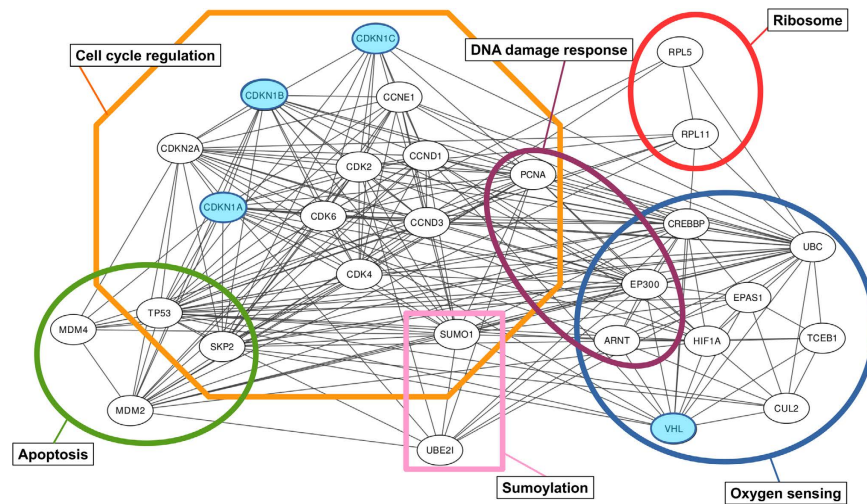 Ribosome
CDKN1C
Cell cycle regulation
DNA damage response
RPL5
CDKN1B
CCNE1
RPL11
CDKN2A
CCND1
CDK2
PCNA
CDKN1A
CDK6
CCND3
CREBBP
UBC
CDK4
EP300
EPAS1
TP53
MDM4
SKP2
SUMO1
ARNT
HIF1A
TCEB1
MDM2
CUL2
VHL
Apoptosis
UBE2I
Sumoylation
Oxygen sensing